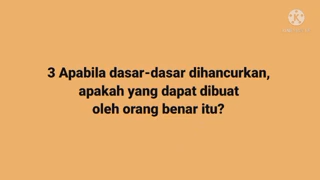 3 Apabila dasar-dasar dihancurkan,
apakah yang dapat dibuat
oleh orang benar itu?